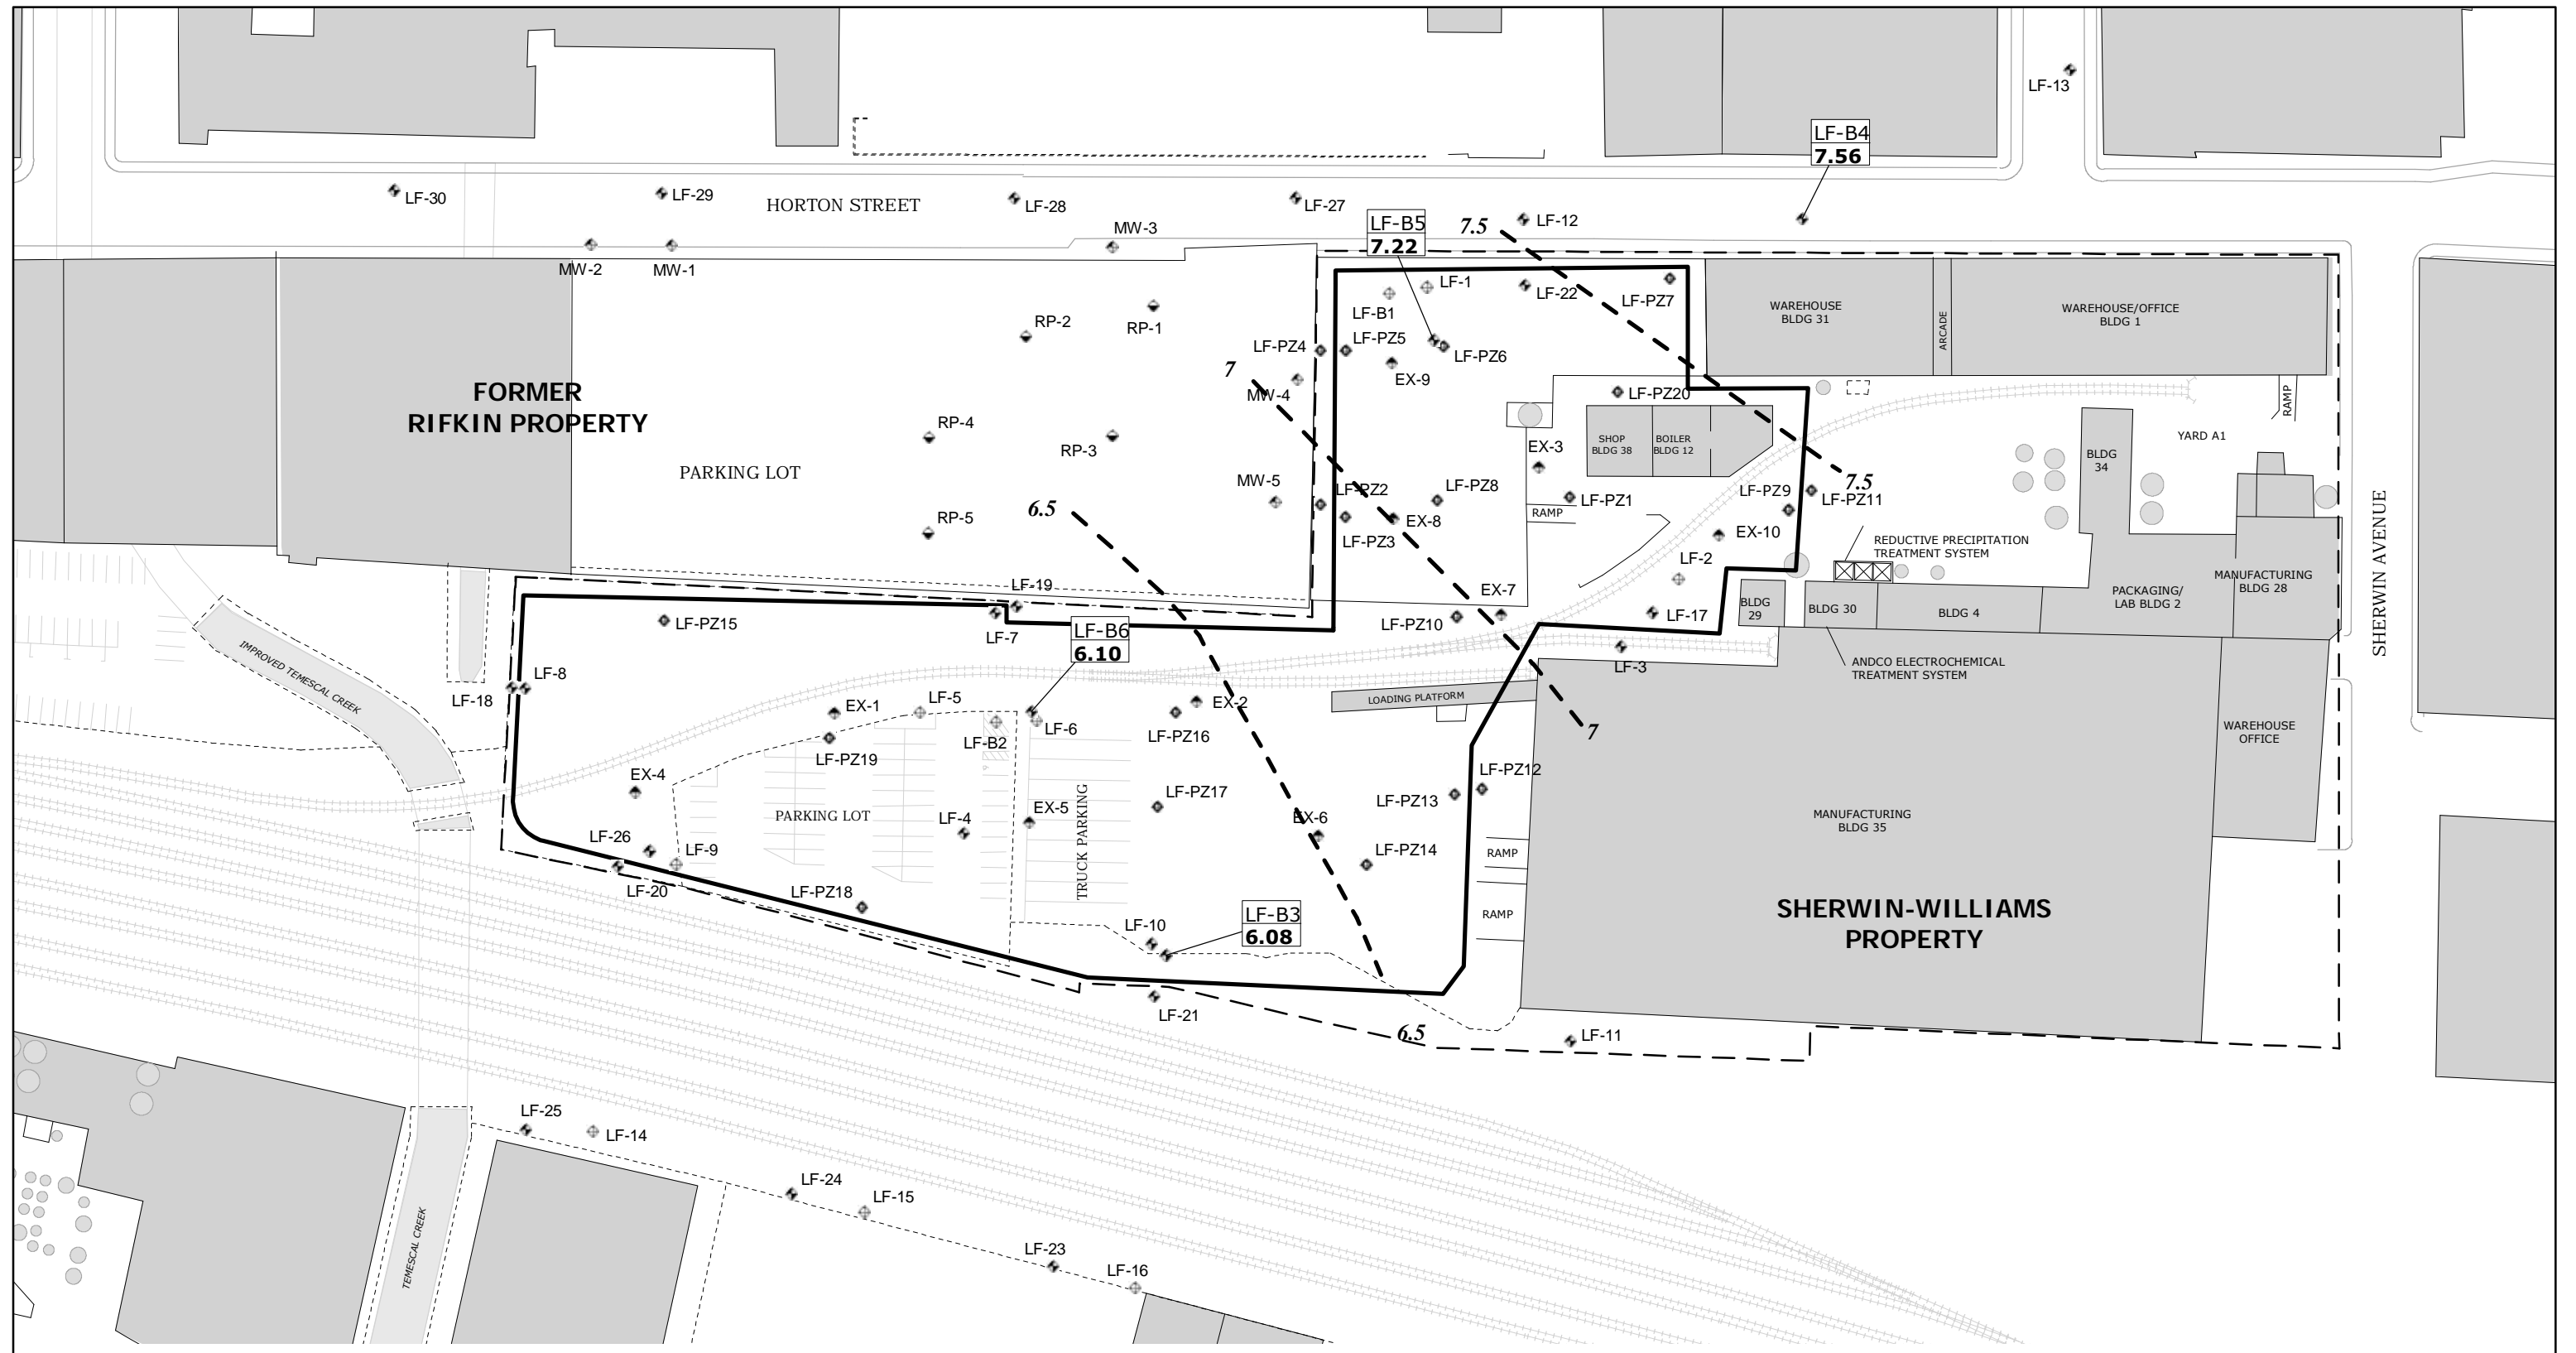 LF-13
LF-B4
7.56
LF-30
LF-29
HORTON STREET
LF-28
LF-27
LF-B5
7.22
7.5
LF-12
MW-2
MW-1
MW-3
LF-1
LF-22
LF-PZ7
LF-B1
WAREHOUSE
BLDG 31
ARCADE
WAREHOUSE/OFFICE
BLDG 1
RP-2
RP-1
LF-PZ4
LF-PZ5
LF-PZ6
7
EX-9
MW-4
LF-PZ20
RAMP
FORMER
RIFKIN PROPERTY
RP-4
RP-3
EX-3
SHOP
BLDG 38
BOILER
BLDG 12
YARD A1
BLDG
34
PARKING LOT
MW-5
LF-PZ2
LF-PZ8
LF-PZ1
LF-PZ9
7.5
LF-PZ11
6.5
RP-5
LF-PZ3
EX-8
RAMP
EX-10
REDUCTIVE PRECIPITATION
TREATMENT SYSTEM
LF-2
SHERWIN AVENUE
LF-19
EX-7
MANUFACTURING
BLDG 28
PACKAGING/
LAB BLDG 2
BLDG
29
BLDG 30
BLDG 4
LF-PZ15
LF-7
LF-B6
6.10
LF-PZ10
LF-17
IMPROVED TEMESCAL CREEK
LF-18
LF-8
LF-3
ANDCO ELECTROCHEMICAL
TREATMENT SYSTEM
LOADING PLATFORM
EX-1
LF-5
LF-6
EX-2
LF-B2
LF-PZ16
7
WAREHOUSE
OFFICE
LF-PZ19
EX-4
LF-PZ12
LF-PZ17
LF-PZ13
PARKING LOT
LF-4
EX-5
TRUCK PARKING
EX-6
MANUFACTURING
BLDG 35
LF-26
LF-9
LF-PZ14
RAMP
LF-20
LF-PZ18
LF-10
LF-B3
6.08
RAMP
SHERWIN-WILLIAMS
PROPERTY
LF-21
6.5
LF-11
LF-25
LF-14
LF-24
LF-15
TEMESCAL CREEK
LF-23
LF-16